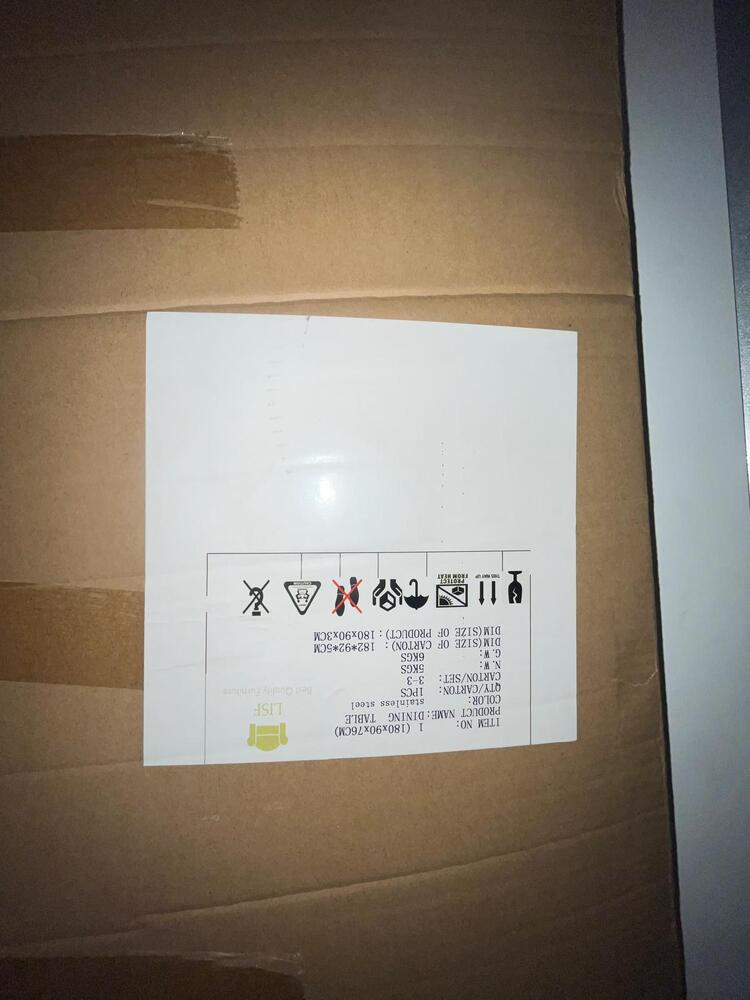 LISF
Best Quality Furniture
ITEM NO: 1 (180x90x76CM)
PRODUCT NAME: DINING TABLE
COLOR: stainless steel
QTY/CARTON: 1PCS
CARTON/SET: 3-3
N. W: 5KGS
G. W: 6KGS
DIM(SIZE OF CARTON): 182*92*5CM
DIM(SIZE OF PRODUCT): 180x90x3CM
THIS WAY UP
PROTECT
FROM HEAT
CAUTION